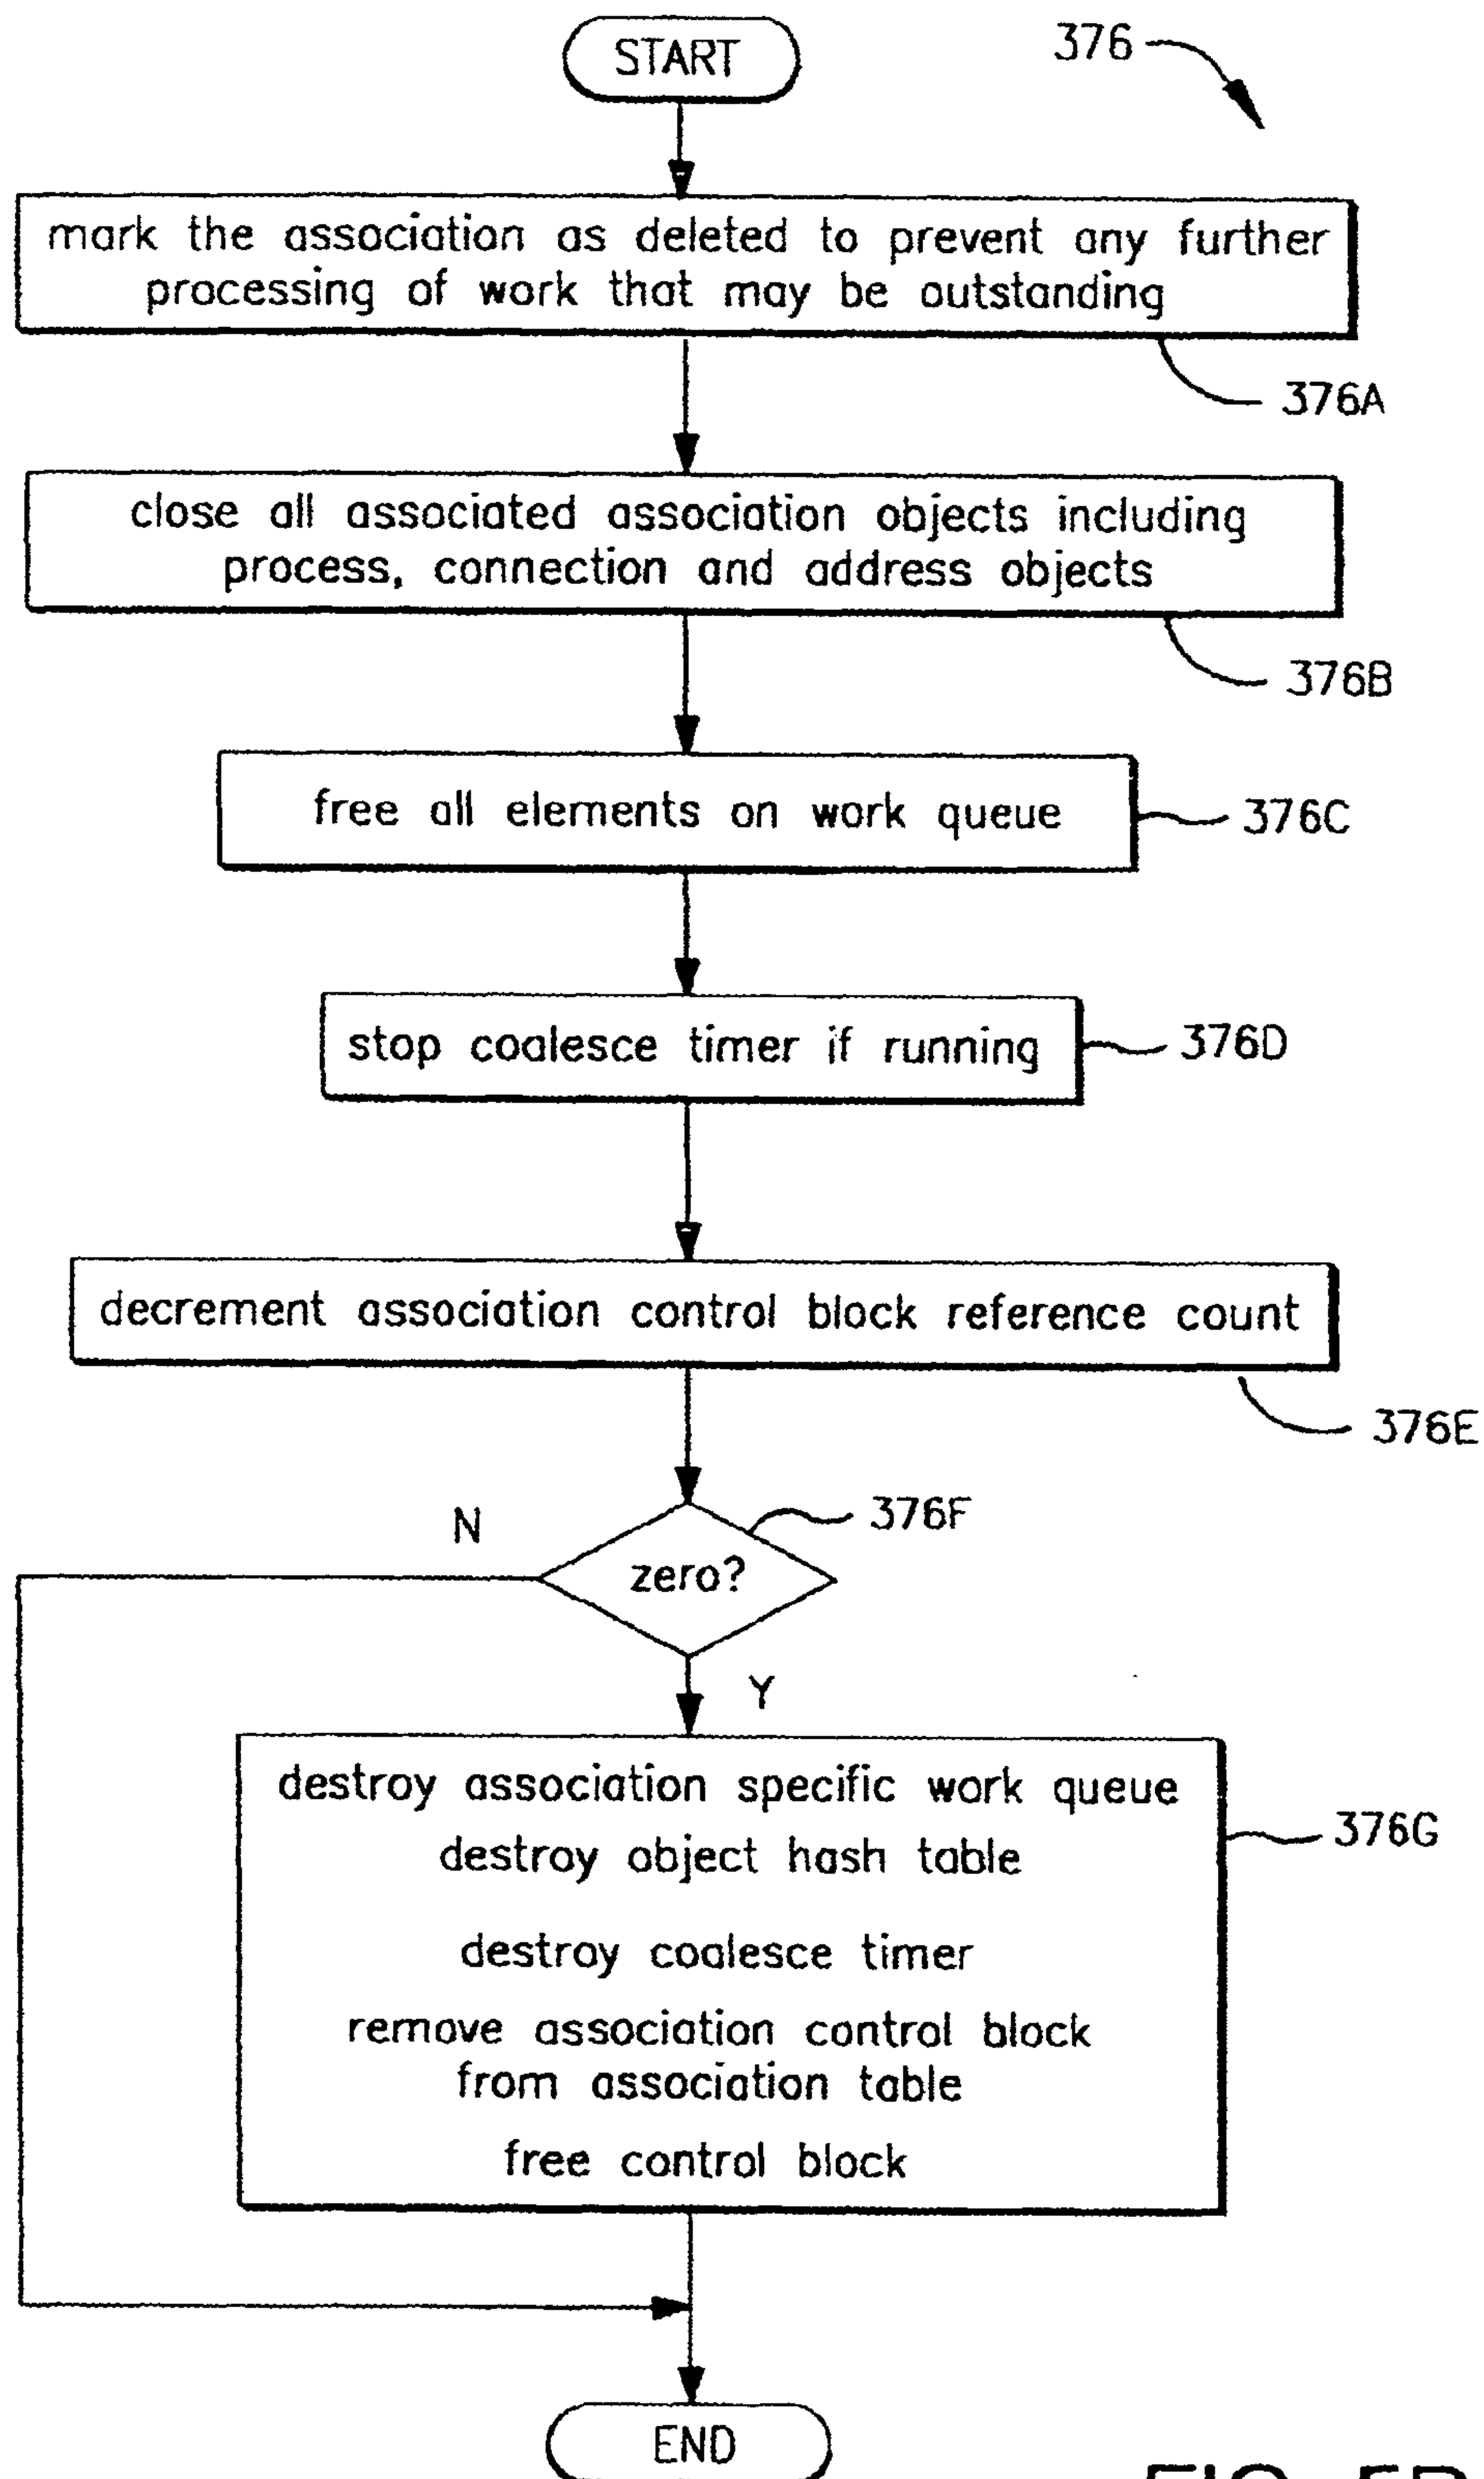 START
376
mark the association as deleted to prevent any further
processing of work that may be outstanding
376A
close all associated association objects including
process, connection and address objects
376B
free all elements on work queue
376C
stop coalesce timer if running
376D
decrement association control block reference count
376E
376F
N
zero?
Y
destroy association specific work queue
376G
destroy object hash table
destroy coalesce timer
remove association control block
from association table
free control block
END